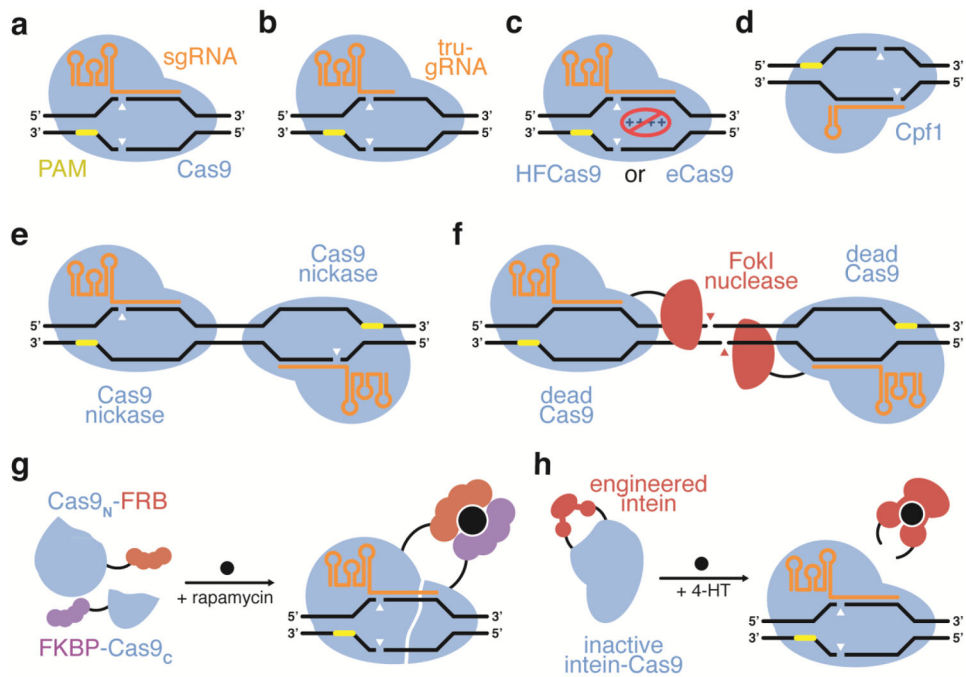 a
sgRNA
5’
3’
3’
5’
PAM
Cas9
b
tru-
gRNA
5’
3’
3’
5’
c
5’
3’
++++
3’
5’
HFCas9 or eCas9
d
5’
3’
3’
5’
Cpf1
e
Cas9
nickase
5’
3’
3’
5’
Cas9
nickase
f
FokI
nuclease
dead
Cas9
5’
3’
3’
5’
dead
Cas9
g
Cas9N-FRB
FKBP-Cas9C
+ rapamycin
5’
3’
3’
5’
h
engineered
intein
inactive
intein-Cas9
+ 4-HT
5’
3’
3’
5’